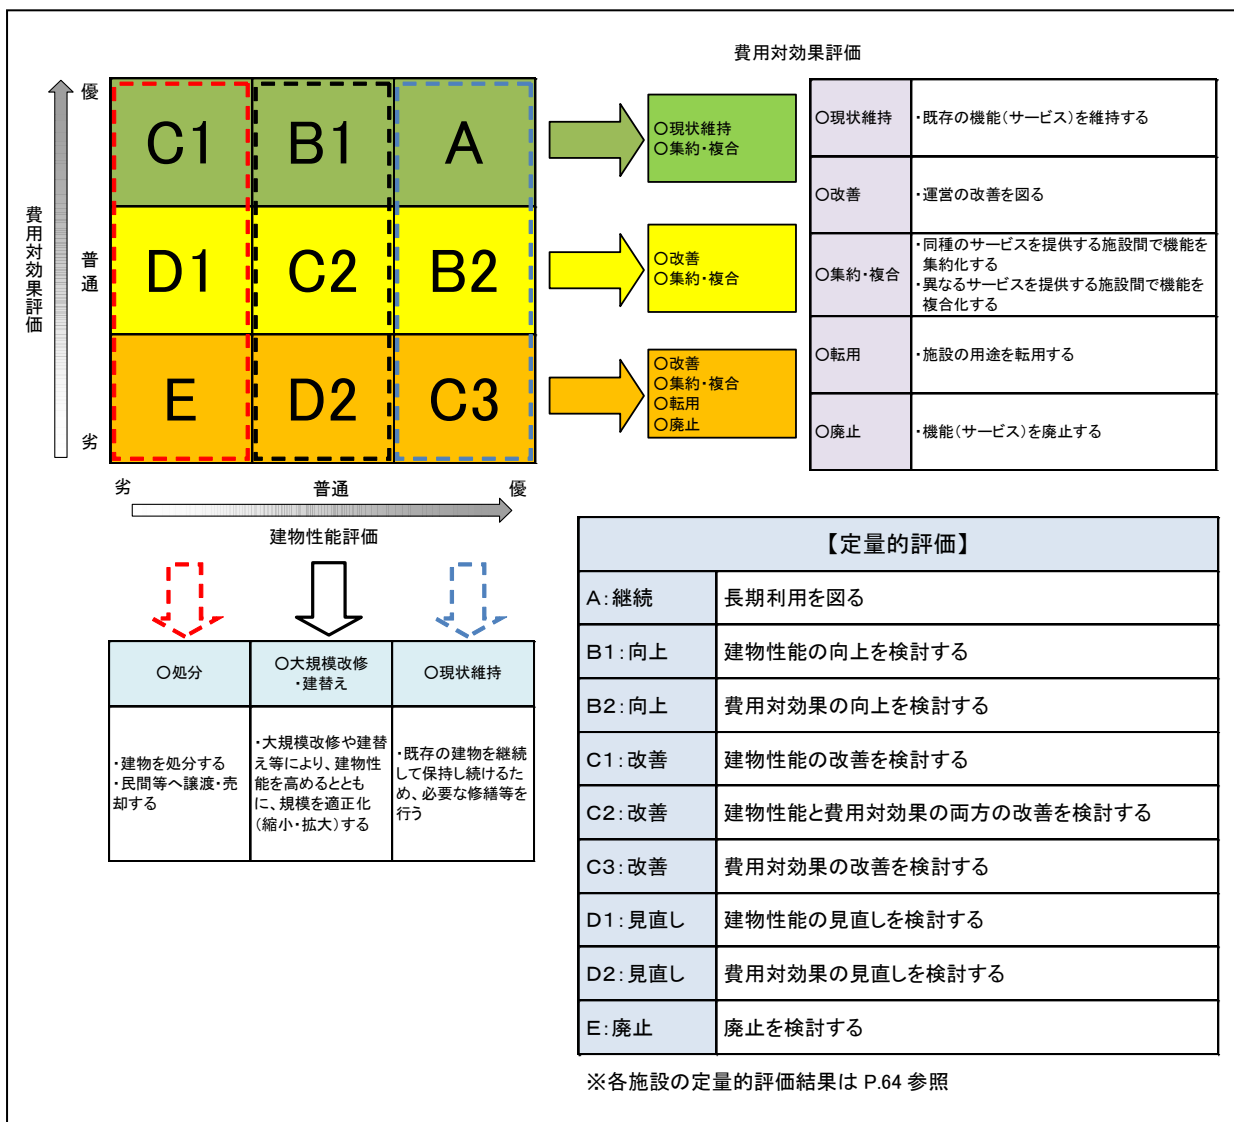 費用対効果評価
優
普通
劣
費用対効果評価
C1
B1
A
D1
C2
B2
E
D2
C3
劣
普通
優
建物性能評価
○現状維持
○集約・複合
○改善
○集約・複合
○改善
○集約・複合
○転用
○廃止
○現状維持
・既存の機能(サービス)を維持する
○改善
・運営の改善を図る
○集約・複合
・同種のサービスを提供する施設間で機能を
集約化する
・異なるサービスを提供する施設間で機能を
複合化する
○転用
・施設の用途を転用する
○廃止
・機能(サービス)を廃止する
○処分
○大規模改修
・建替え
○現状維持
・建物を処分する
・民間等へ譲渡・売
却する
・大規模改修や建替
え等により、建物性
能を高めるととも
に、規模を適正化
(縮小・拡大)する
・既存の建物を継続
して保持し続けるた
め、必要な修繕等を
行う
【定量的評価】
A:継続
長期利用を図る
B1:向上
建物性能の向上を検討する
B2:向上
費用対効果の向上を検討する
C1:改善
建物性能の改善を検討する
C2:改善
建物性能と費用対効果の両方の改善を検討する
C3:改善
費用対効果の改善を検討する
D1:見直し
建物性能の見直しを検討する
D2:見直し
費用対効果の見直しを検討する
E:廃止
廃止を検討する
※各施設の定量的評価結果は P.64 参照